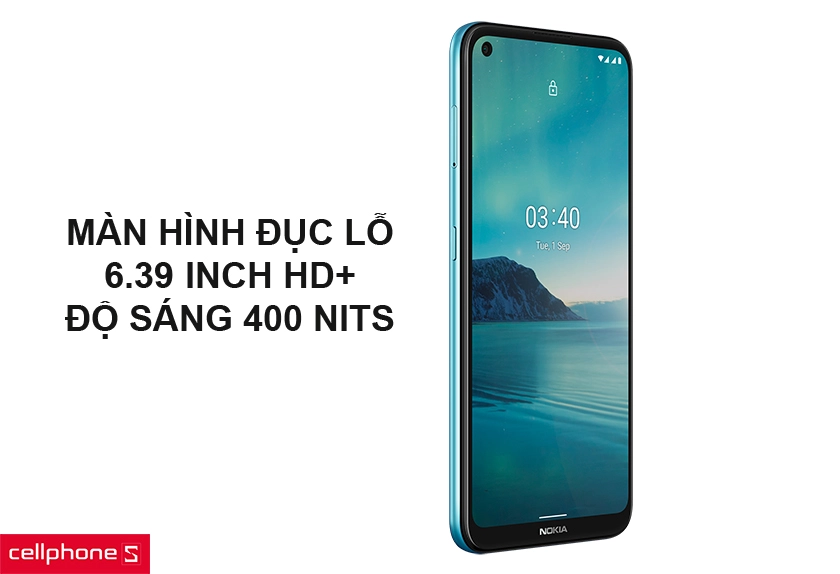 MÀN HÌNH ĐỤC LỖ
6.39 INCH HD+
ĐỘ SÁNG 400 NITS
03:40
Tue, 1 Sep
NOKIA
cellphone S